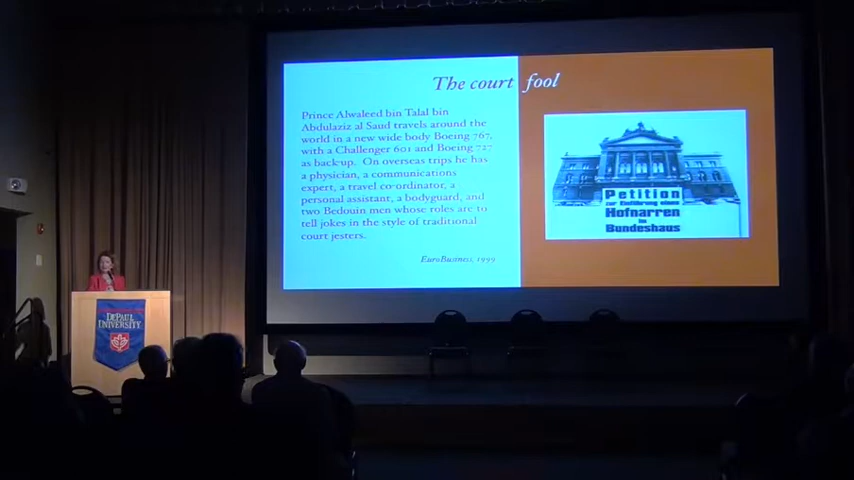 The court fool
Prince Alwaleed bin Talal bin
Abdulaziz al Saud travels around the
world in a new wide body Boeing 767,
with a Challenger 601 and Boeing 727
as back-up. On overseas trips he has
a physician, a communications
expert, a travel co-ordinator, a
personal assistant, a bodyguard, and
two Bedouin men whose roles are to
tell jokes in the style of traditional
court jesters.
EuroBusiness, 1999
Petition
zur Einführung eines
Hofnarren
im
Bundeshaus
DEPAUL
UNIVERSITY